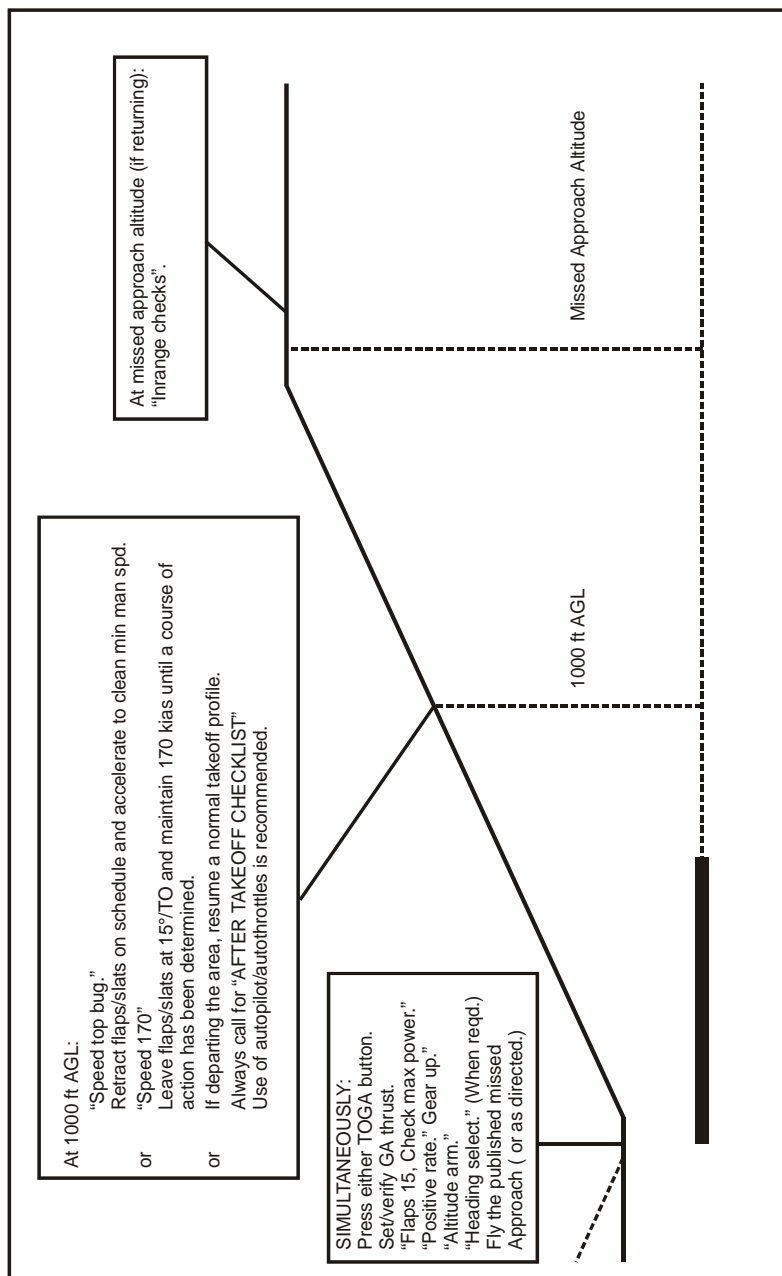 SIMULTANEOUSLY:
Press either TOGA button.
Set/verify GA thrust.
“Flaps 15, Check max power.”
“Positive rate.” Gear up.”
“Altitude arm.”
“Heading select.” (When reqd.)
Fly the published missed
Approach ( or as directed.)
At 1000 ft AGL:
“Speed top bug.”
Retract flaps/slats on schedule and accelerate to clean min man spd.
or “Speed 170”
Leave flaps/slats at 15°/TO and maintain 170 kias until a course of
action has been determined.
or If departing the area, resume a normal takeoff profile.
Always call for “AFTER TAKEOFF CHECKLIST”
Use of autopilot/autothrottles is recommended.
At missed approach altitude (if returning):
“Inrange checks”.
1000 ft AGL
Missed Approach Altitude